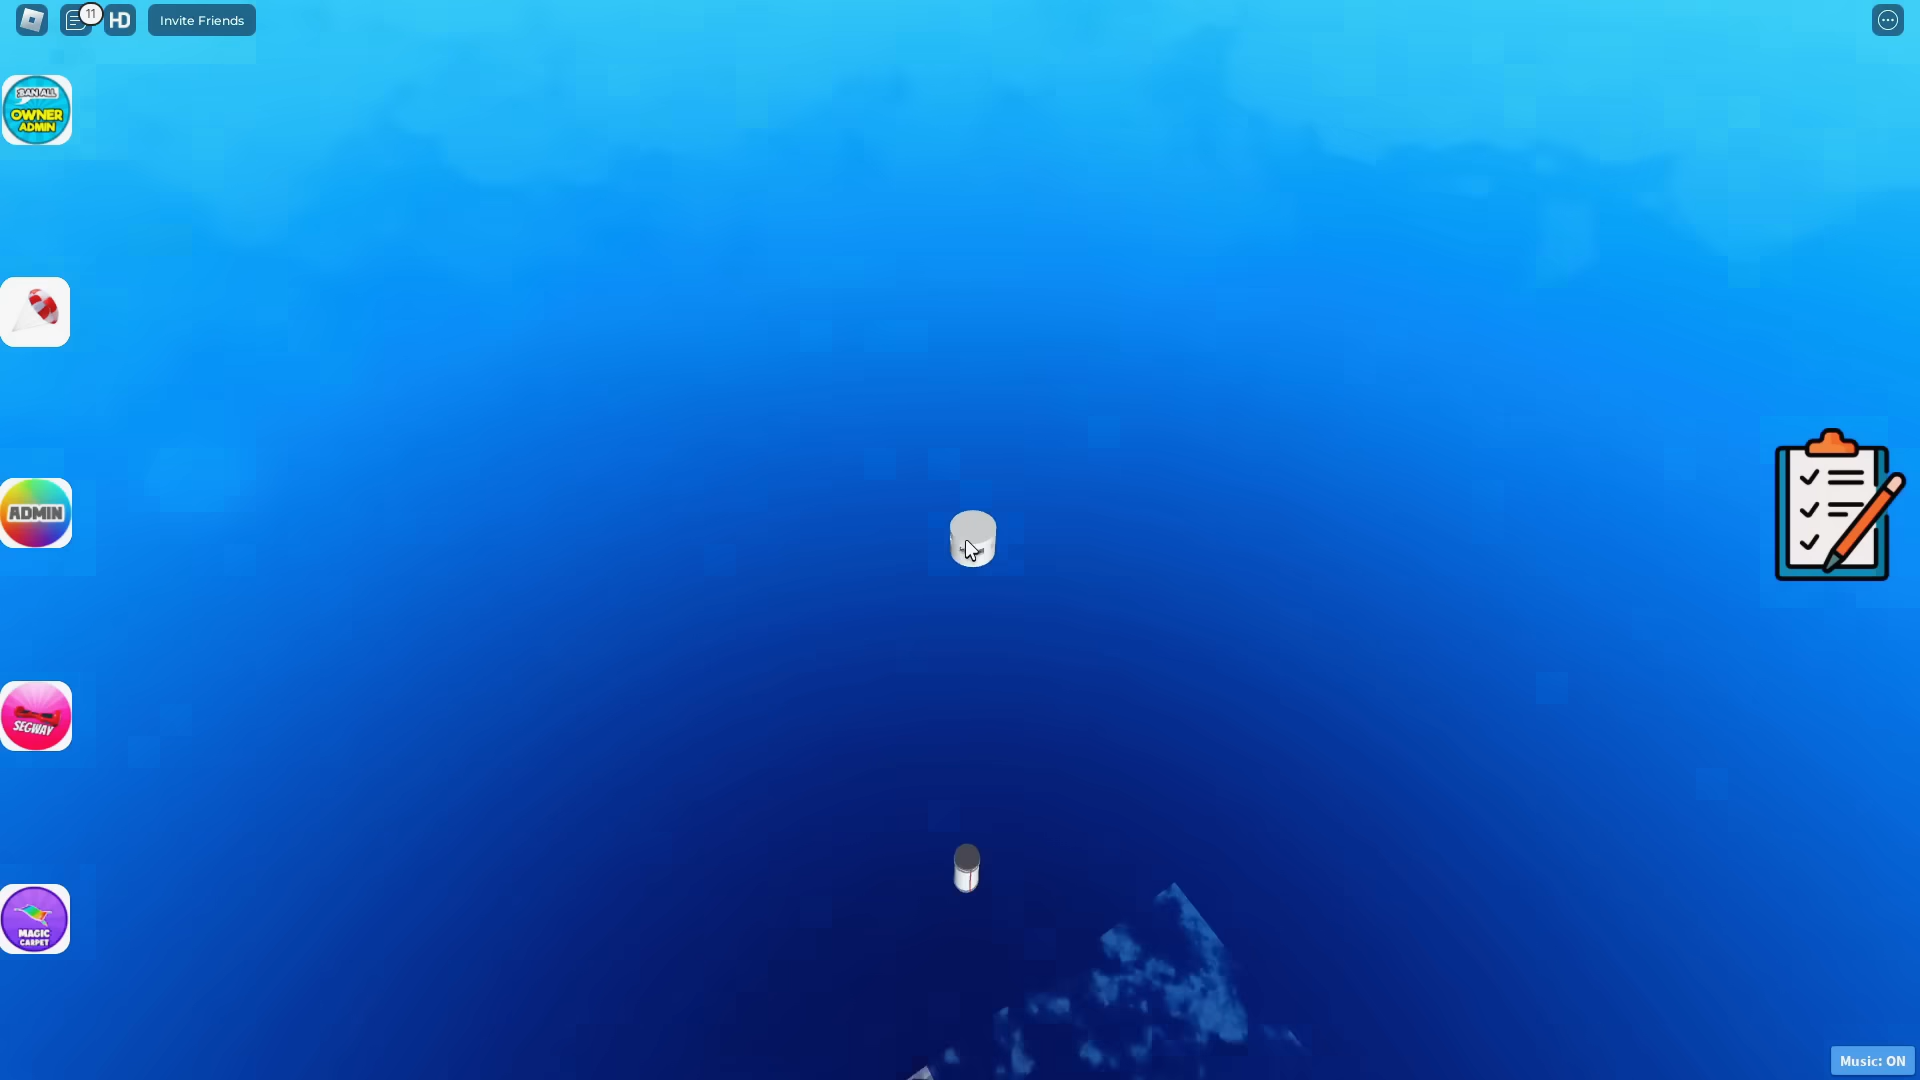 11
HD
Invite Friends
BAN ALL
OWNER
ADMIN
ADMIN
SEGWAY
MAGIC
CARPET
Music: ON